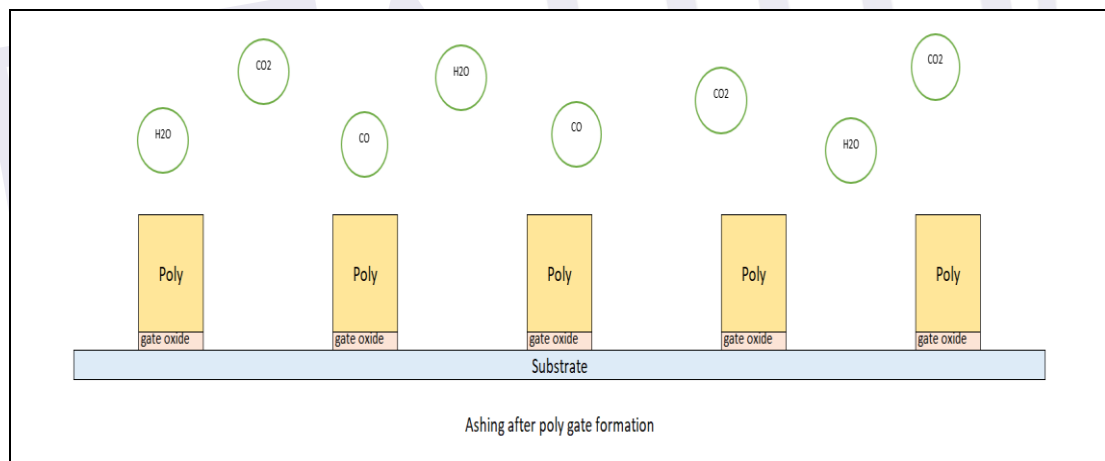 CO2
H2O
CO2
CO2
H2O
CO
CO
H2O
Poly
Poly
Poly
Poly
Poly
gate oxide
gate oxide
gate oxide
gate oxide
gate oxide
Substrate
Ashing after poly gate formation